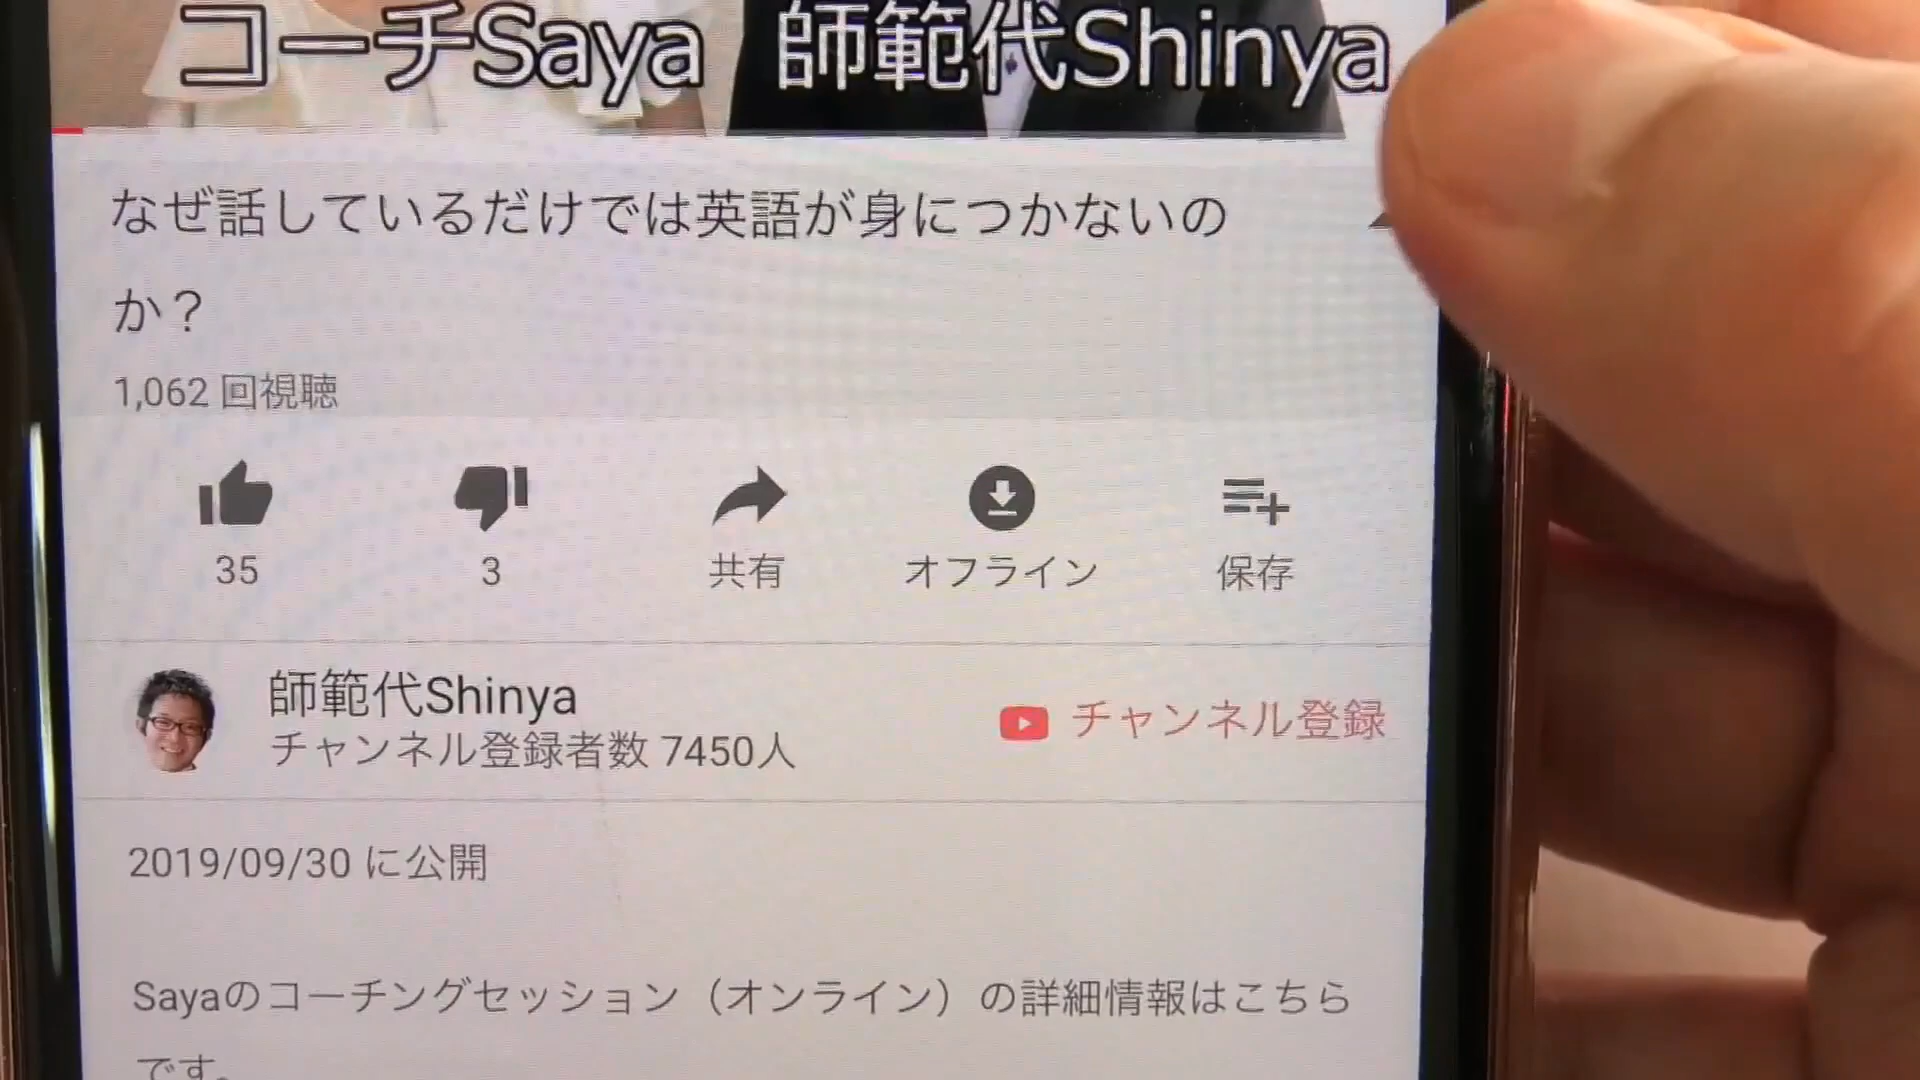 コーチSaya 師範代Shinya
なぜ話しているだけでは英語が身につかないの
か？
1,062 回視聴
35
3
共有
オフライン
保存
師範代Shinya
チャンネル登録者数 7450人
チャンネル登録
2019/09/30 に公開
Sayaのコーチングセッション（オンライン）の詳細情報はこちら
です。